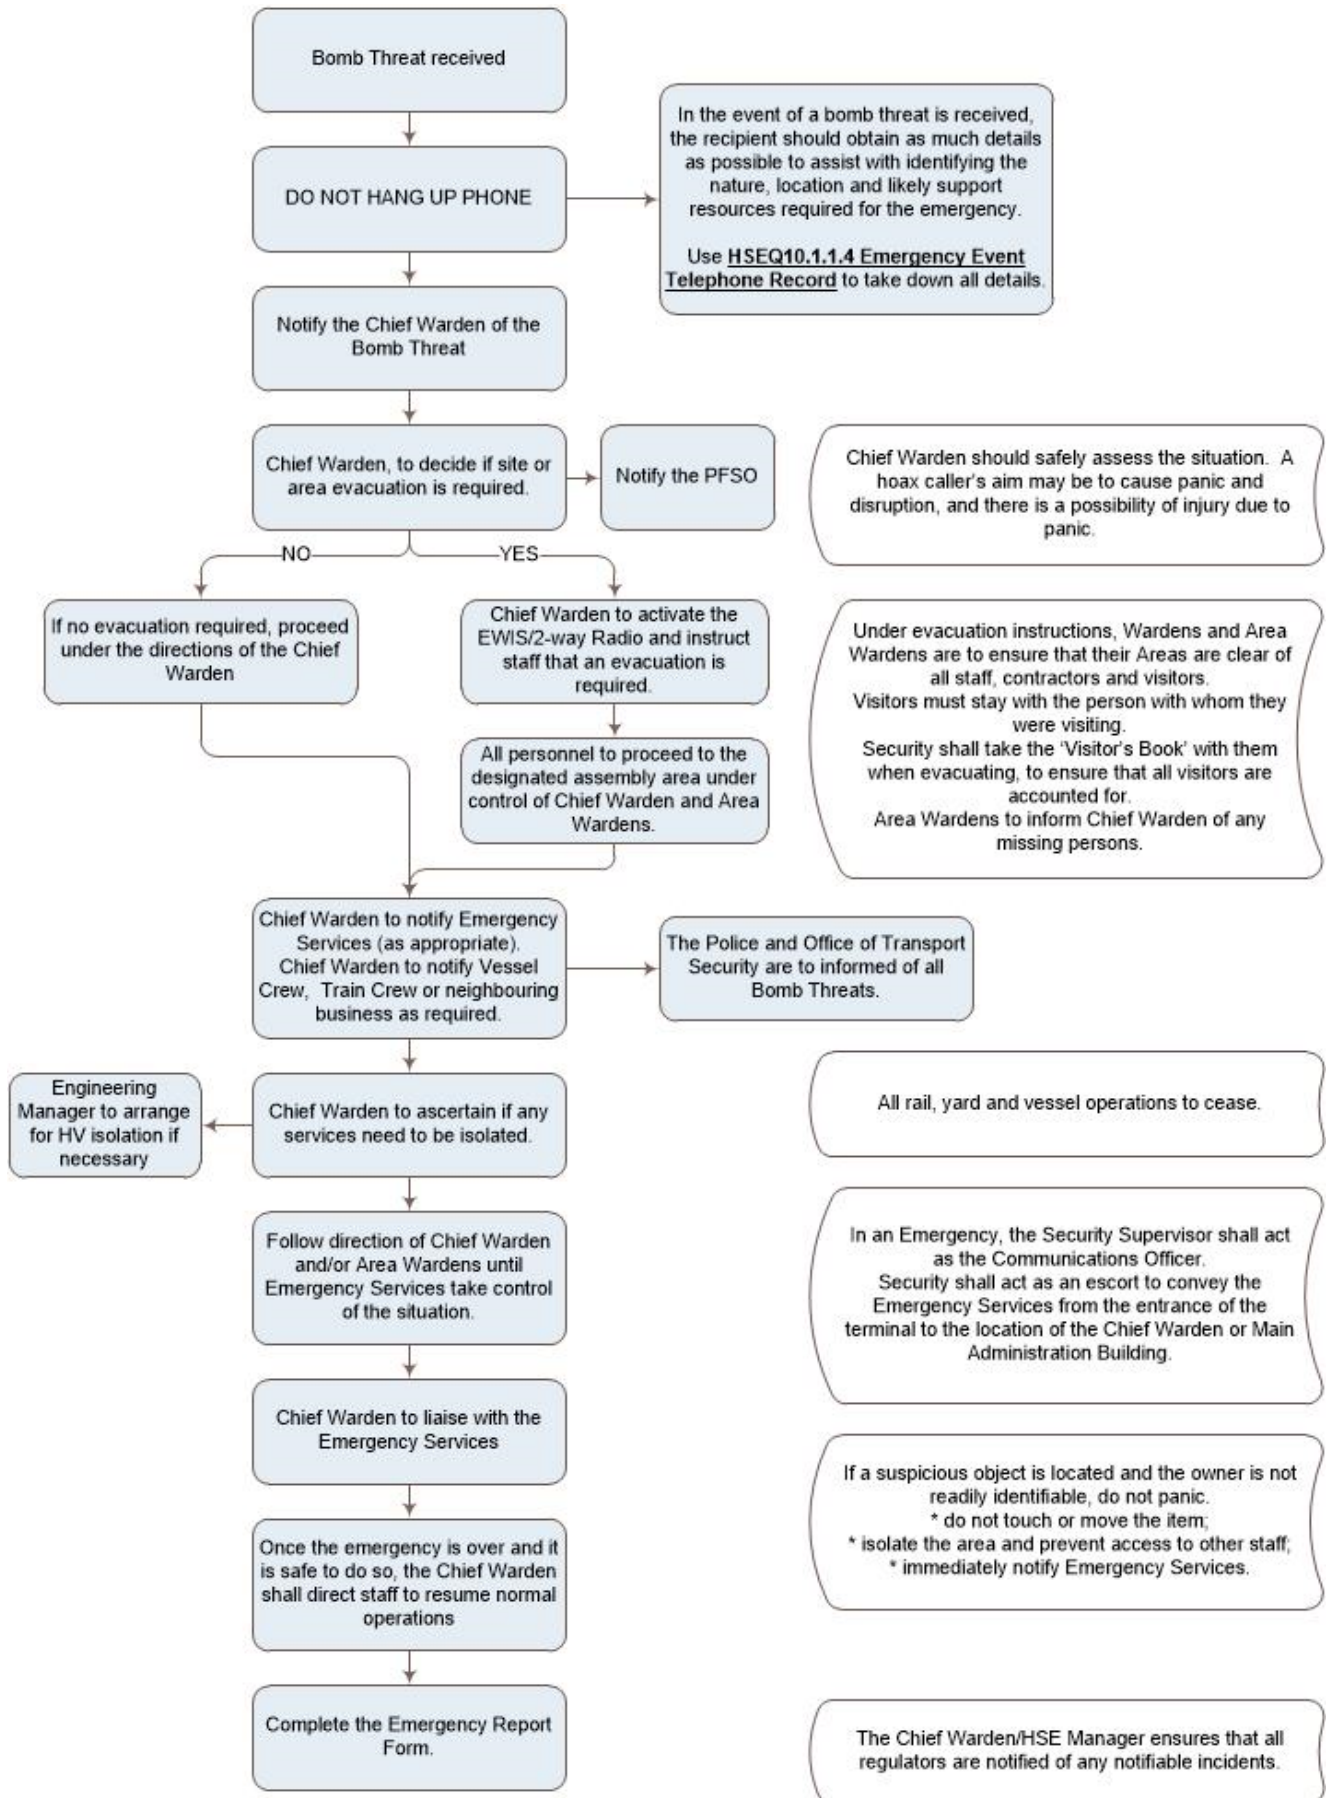 Bomb Threat received
In the event of a bomb threat is received,
the recipient should obtain as much details
as possible to assist with identifying the
nature, location and likely support
resources required for the emergency.
Use HSEQ10.1.1.4 Emergency Event
Telephone Record to take down all details.
DO NOT HANG UP PHONE
Notify the Chief Warden of the
Bomb Threat
Chief Warden, to decide if site or
area evacuation is required.
Notify the PFSO
Chief Warden should safely assess the situation. A
hoax caller's aim may be to cause panic and
disruption, and there is a possibility of injury due to
panic.
NO
YES
If no evacuation required, proceed
under the directions of the Chief
Warden
Chief Warden to activate the
EWIS/2-way Radio and instruct
staff that an evacuation is
required.
Under evacuation instructions, Wardens and Area
Wardens are to ensure that their Areas are clear of
all staff, contractors and visitors.
Visitors must stay with the person with whom they
were visiting.
Security shall take the 'Visitor's Book' with them
when evacuating, to ensure that all visitors are
accounted for.
Area Wardens to inform Chief Warden of any
missing persons.
All personnel to proceed to the
designated assembly area under
control of Chief Warden and Area
Wardens.
Chief Warden to notify Emergency
Services (as appropriate).
Chief Warden to notify Vessel
Crew, Train Crew or neighbouring
business as required.
The Police and Office of Transport
Security are to informed of all
Bomb Threats.
Engineering
Manager to arrange
for HV isolation if
necessary
Chief Warden to ascertain if any
services need to be isolated.
All rail, yard and vessel operations to cease.
Follow direction of Chief Warden
and/or Area Wardens until
Emergency Services take control
of the situation.
In an Emergency, the Security Supervisor shall act
as the Communications Officer.
Security shall act as an escort to convey the
Emergency Services from the entrance of the
terminal to the location of the Chief Warden or Main
Administration Building.
Chief Warden to liaise with the
Emergency Services
If a suspicious object is located and the owner is not
readily identifiable, do not panic.
* do not touch or move the item;
* isolate the area and prevent access to other staff;
* immediately notify Emergency Services.
Once the emergency is over and it
is safe to do so, the Chief Warden
shall direct staff to resume normal
operations
Complete the Emergency Report
Form.
The Chief Warden/HSE Manager ensures that all
regulators are notified of any notifiable incidents.